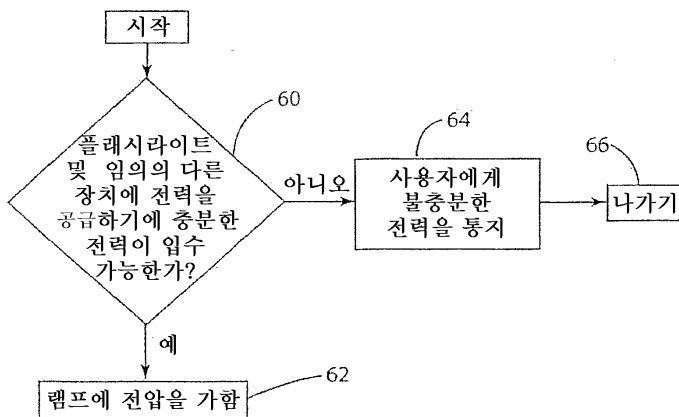 시작
60
플래시라이트
및 임의의 다른
장치에 전력을
공급하기에 충분한
전력이 입수
가능한가?
아니오
64
사용자에게
불충분한
전력을 통지
66
나가기
예
62
램프에 전압을 가함